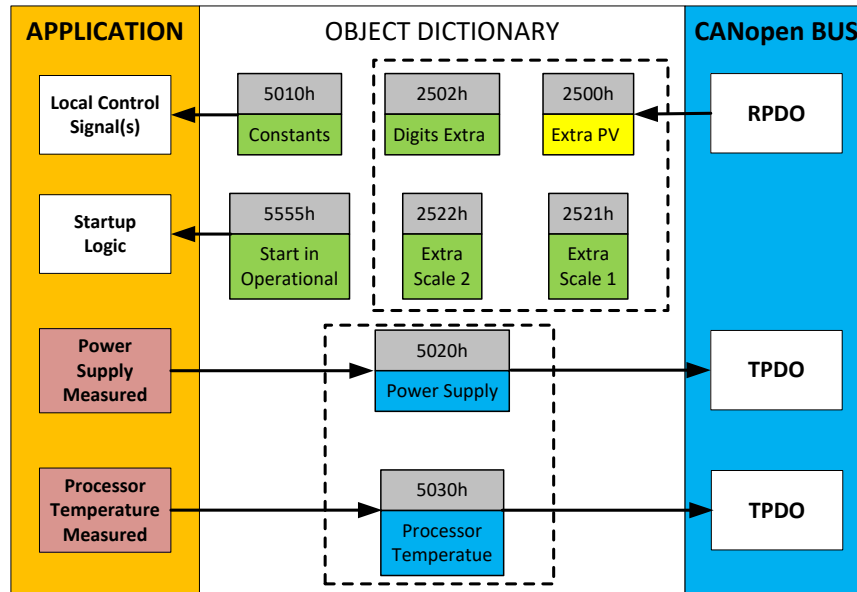 APPLICATION
OBJECT DICTIONARY
CANopen BUS
Local Control
Signal(s)
5010h
Constants
2502h
Digits Extra
2500h
Extra PV
RPDO
Startup
Logic
5555h
Start in
Operational
2522h
Extra
Scale 2
2521h
Extra
Scale 1
Power
Supply
Measured
5020h
Power Supply
TPDO
Processor
Temperature
Measured
5030h
Processor
Temperatue
TPDO